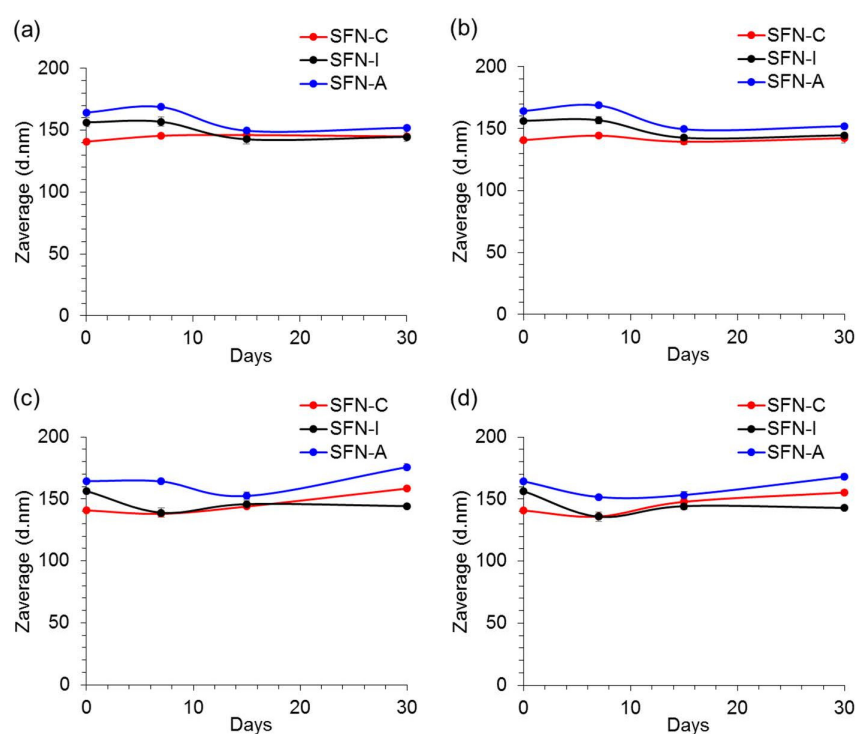 (a)
SFN-C
SFN-I
SFN-A
200
150
100
50
0
Zaverage (d.nm)
0 10 20 30
Days
(b)
SFN-C
SFN-I
SFN-A
200
150
100
50
0
Zaverage (d.nm)
0 10 20 30
Days
(c)
SFN-C
SFN-I
SFN-A
200
150
100
50
0
Zaverage (d.nm)
0 10 20 30
Days
(d)
SFN-C
SFN-I
SFN-A
200
150
100
50
0
Zaverage (d.nm)
0 10 20 30
Days